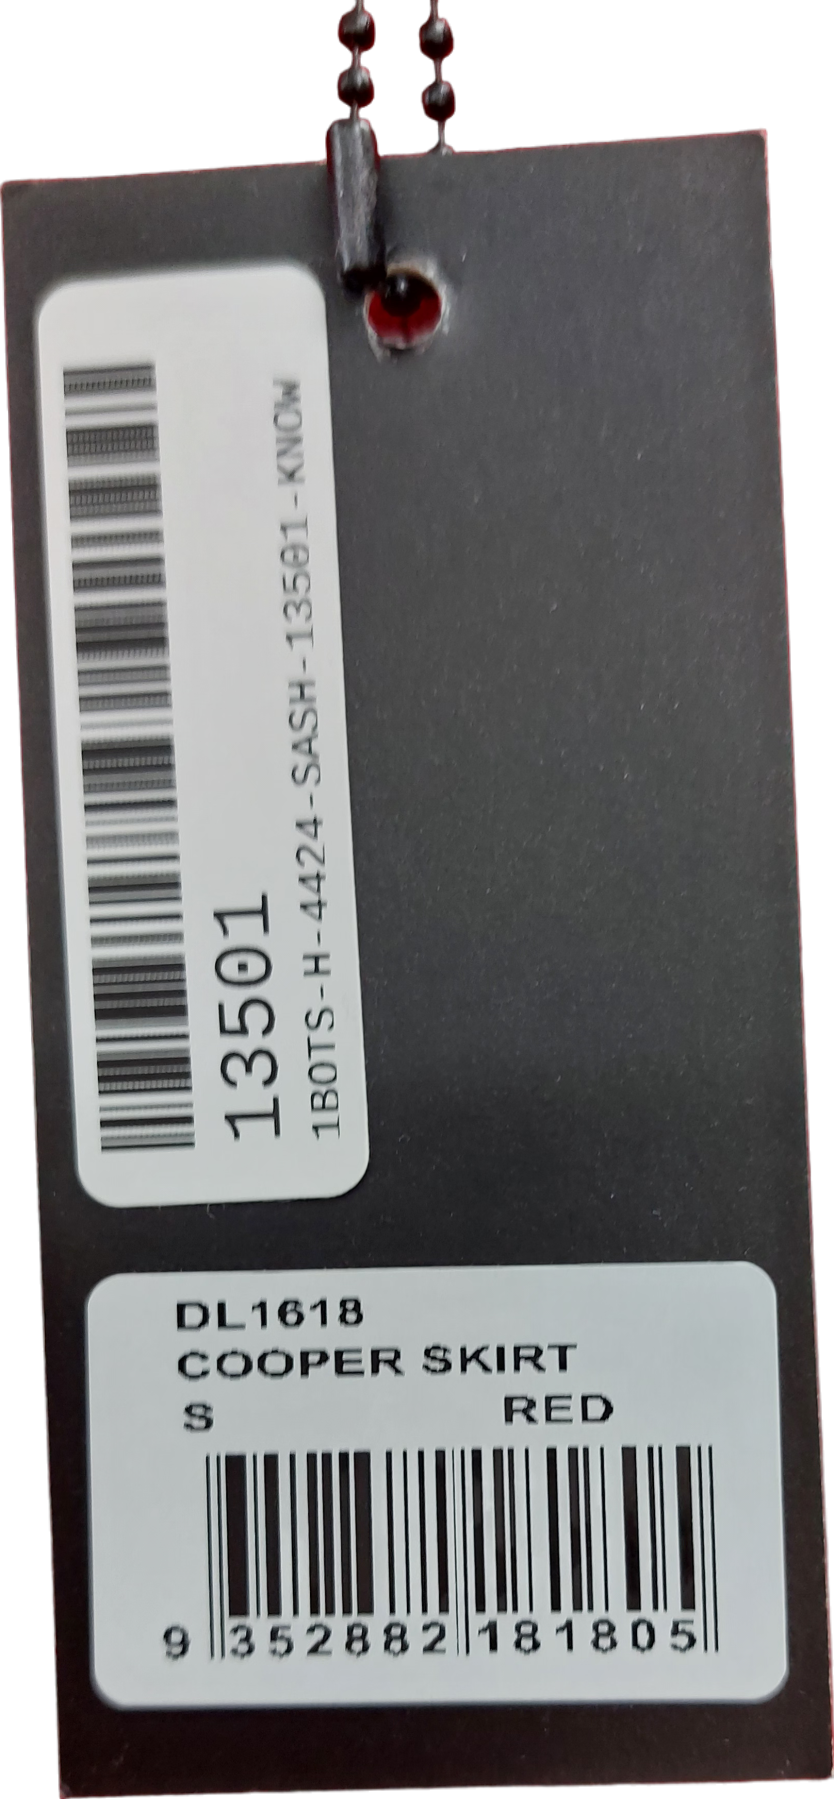 13501
1BOTS-H-4424-SASH-13501-KNOW
DL1618
COOPER SKIRT
S RED
9 352882 181805